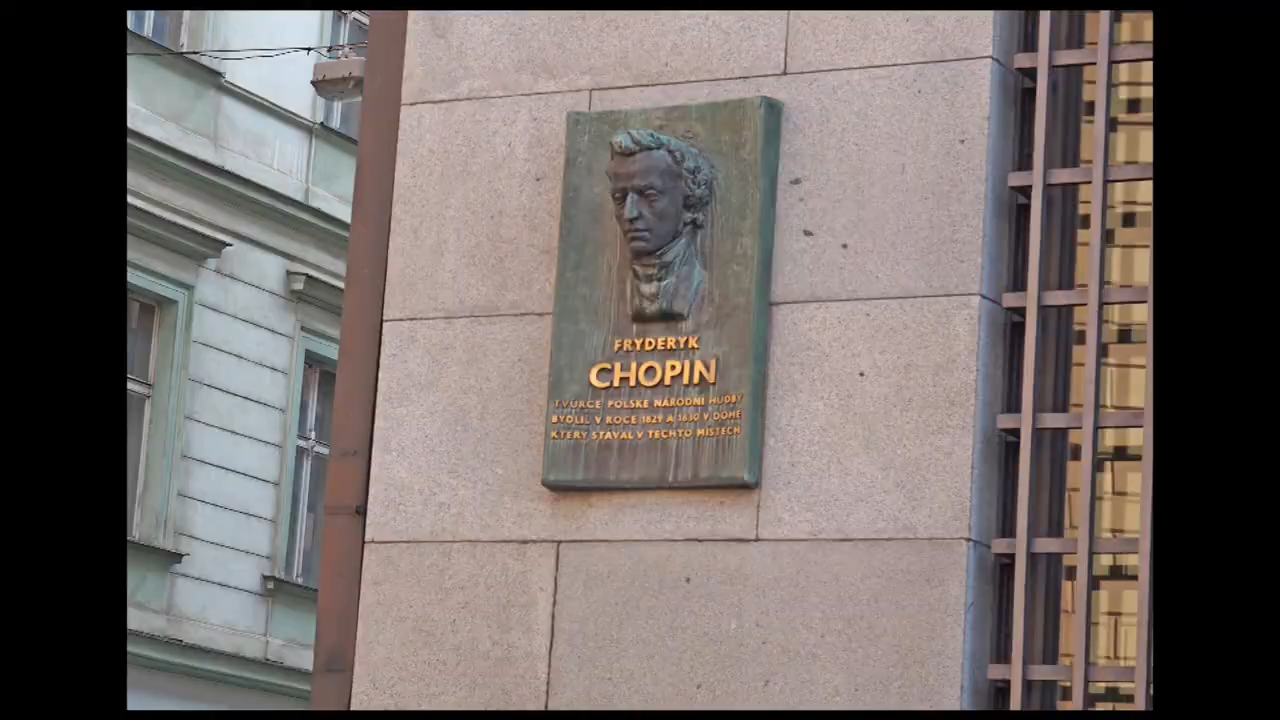 FRYDERYK
CHOPIN
TVŮRCE POLSKÉ NÁRODNÍ HUDBY
BYDLIL V ROCE 1829 A 1830 V DOMĚ
KTERÝ STÁVAL V TĚCHTO MÍSTECH